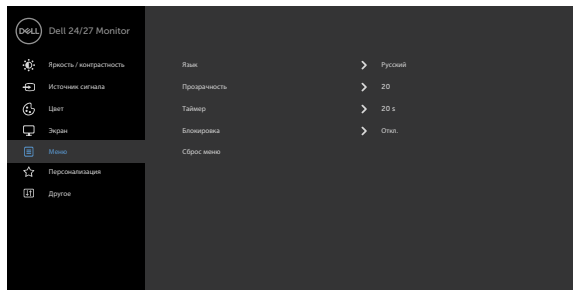 DELL Dell 24/27 Monitor
Яркость / контрастность
Язык Русский
Источник сигнала
Прозрачность 20
Цвет
Таймер 20 s
Экран
Блокировка Откл.
Меню
Сброс меню
Персонализация
Другое